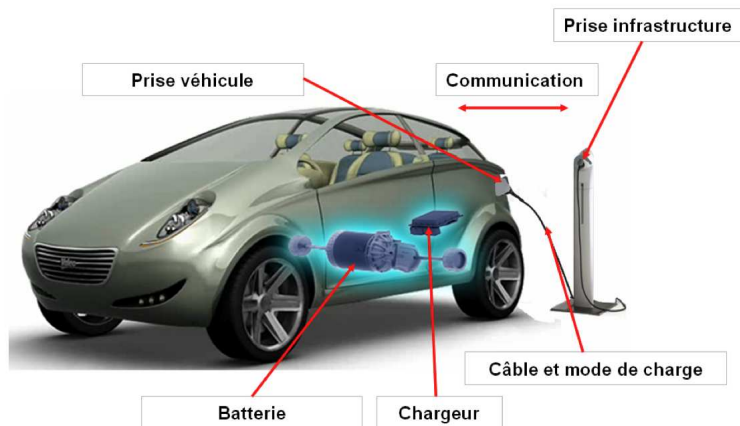 Prise infrastructure
Prise véhicule
Communication
Câble et mode de charge
Batterie
Chargeur